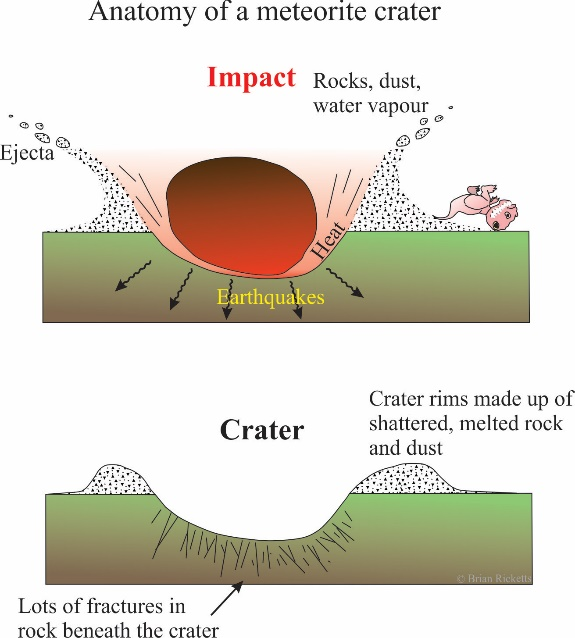 Anatomy of a meteorite crater
Impact
Rocks, dust,
water vapour
Ejecta
Heat
Earthquakes
Crater
Crater rims made up of
shattered, melted rock
and dust
© Brian Ricketts
Lots of fractures in
rock beneath the crater